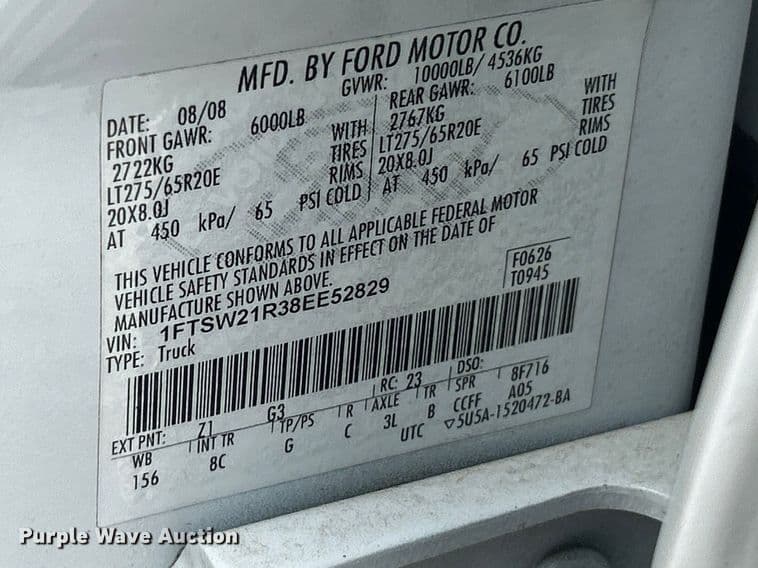 MFD. BY FORD MOTOR CO.
DATE: 08/08 GVWR: 10000LB/ 4536KG
FRONT GAWR: 6000LB REAR GAWR: 6100LB
2722KG WITH 2767KG WITH
LT275/65R20E TIRES LT275/65R20E TIRES
20X8.0J RIMS 20X8.0J RIMS
AT 450 kPa/ 65 PSI COLD AT 450 kPa/ 65 PSI COLD
THIS VEHICLE CONFORMS TO ALL APPLICABLE FEDERAL MOTOR
VEHICLE SAFETY STANDARDS IN EFFECT ON THE DATE OF
MANUFACTURE SHOWN ABOVE. F0626
VIN: 1FTSW21R38EE52829 T0945
TYPE: Truck
EXT PNT: Z1 G3 RC: 23 DSO: 8F716
WB INT TR TP/PS R AXLE TR SPR A05
156 8C G C 3L B CCFF
UTC ▽5U5A-1520472-BA
Purple Wave Auction